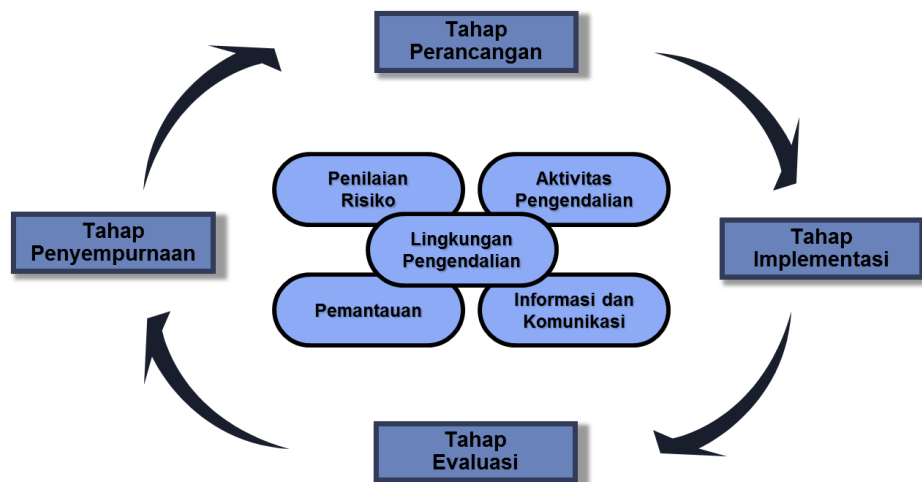 Tahap
Perancangan
Penilaian
Risiko
Aktivitas
Pengendalian
Tahap
Penyempurnaan
Lingkungan
Pengendalian
Tahap
Implementasi
Pemantauan
Informasi dan
Komunikasi
Tahap
Evaluasi